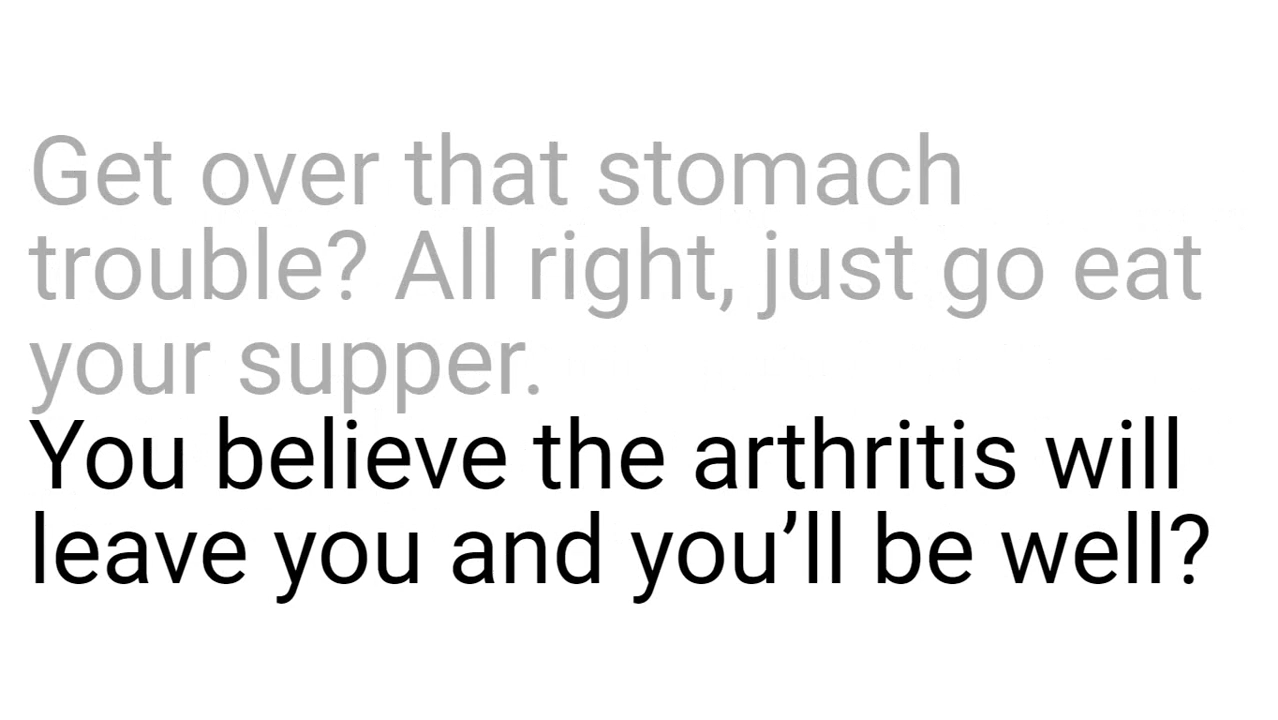 Get over that stomach
trouble? All right, just go eat
your supper.
You believe the arthritis will
leave you and you’ll be well?